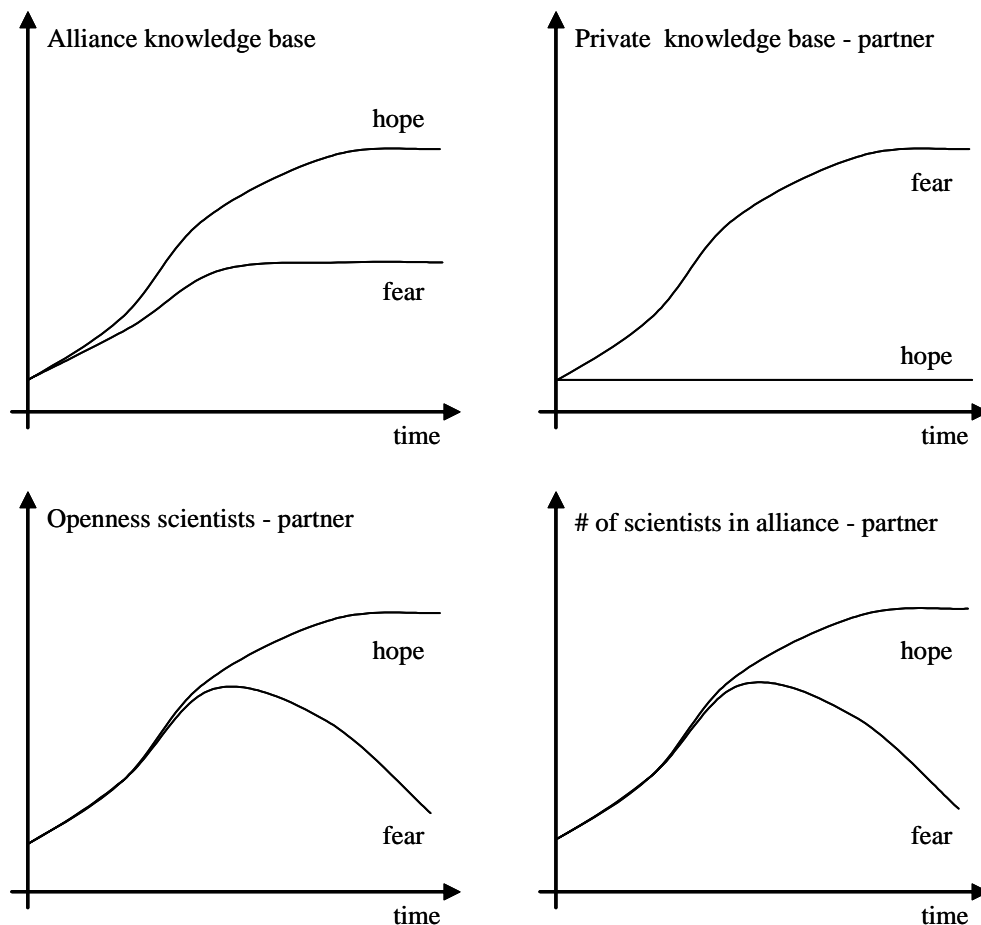 Alliance knowledge base
hope
fear
time
Private knowledge base - partner
fear
hope
time
Openness scientists - partner
hope
fear
time
# of scientists in alliance - partner
hope
fear
time